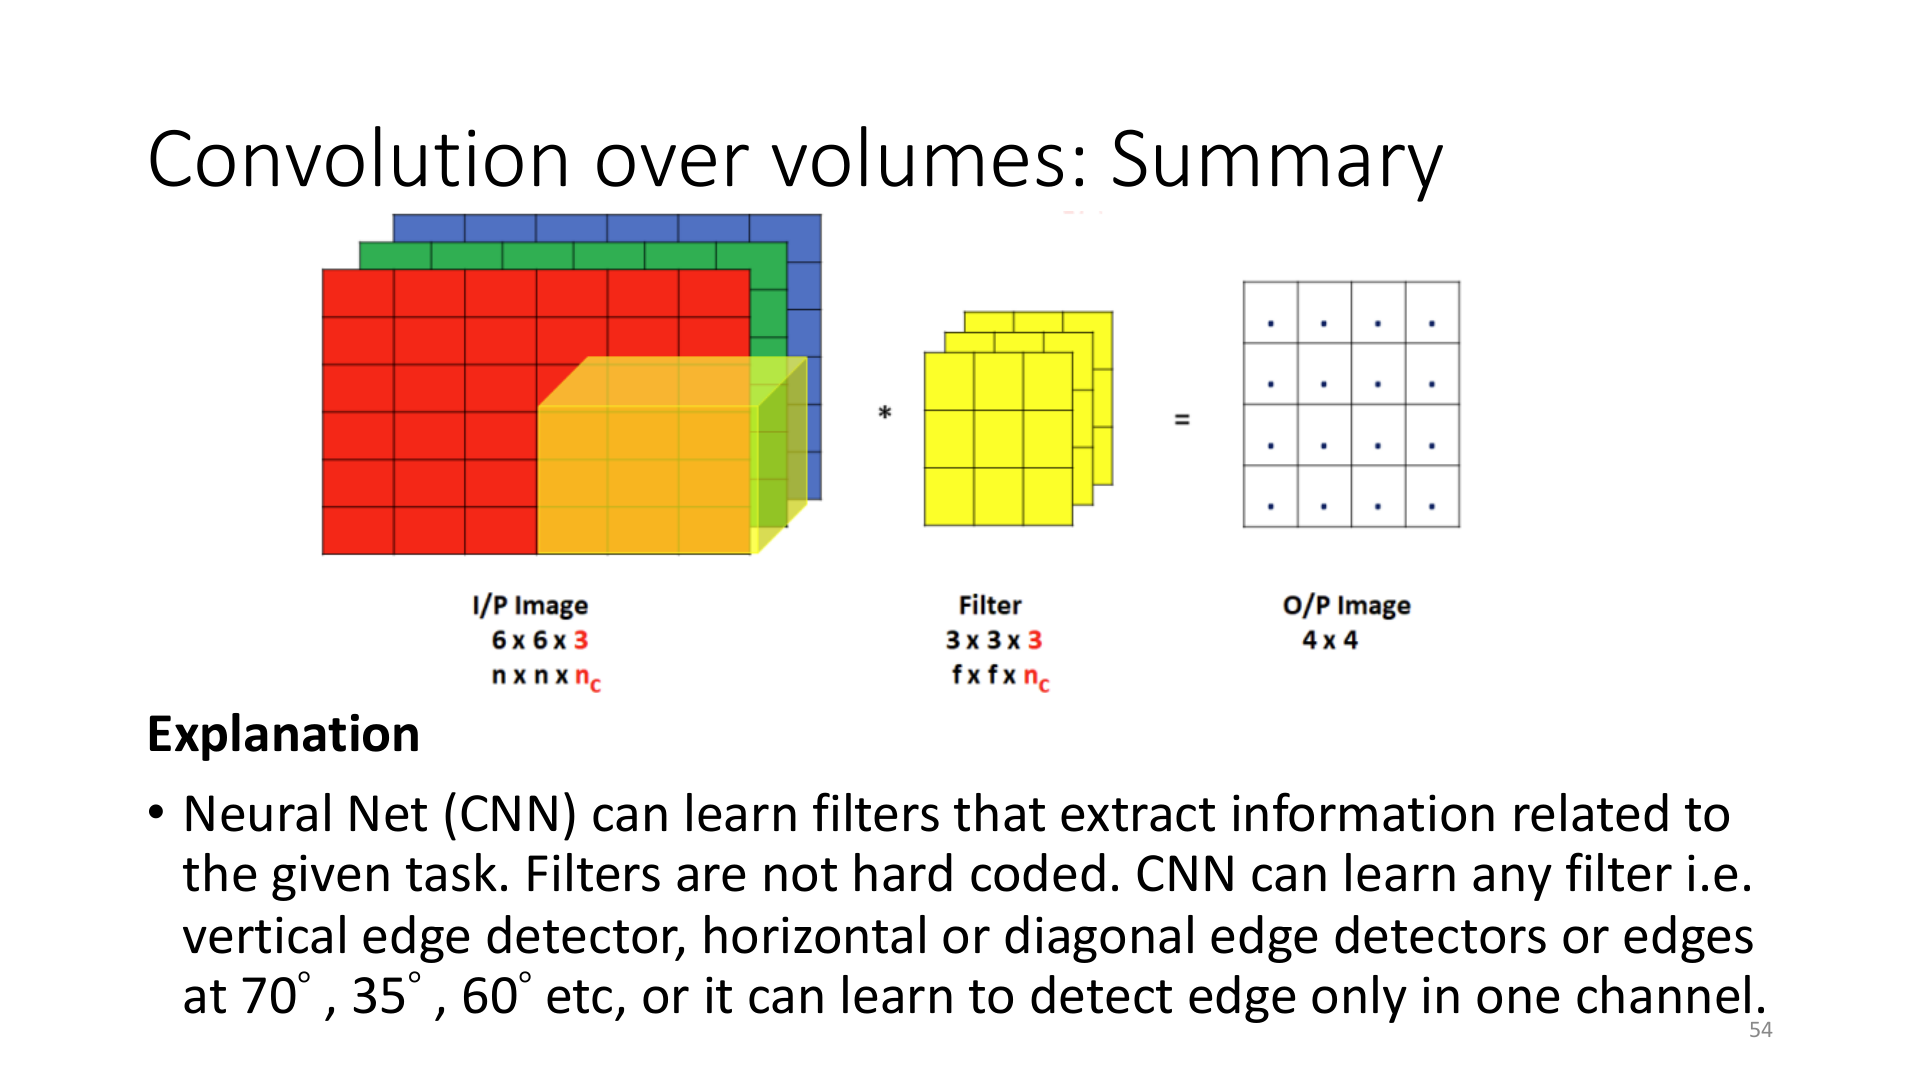 Convolution over volumes: Summary
* =
I/P Image Filter O/P Image
6 x 6 x 3 3 x 3 x 3 4 x 4
n x n x nc f x f x nc
Explanation
• Neural Net (CNN) can learn filters that extract information related to
the given task. Filters are not hard coded. CNN can learn any filter i.e.
vertical edge detector, horizontal or diagonal edge detectors or edges
at 70° , 35° , 60° etc, or it can learn to detect edge only in one channel.
54